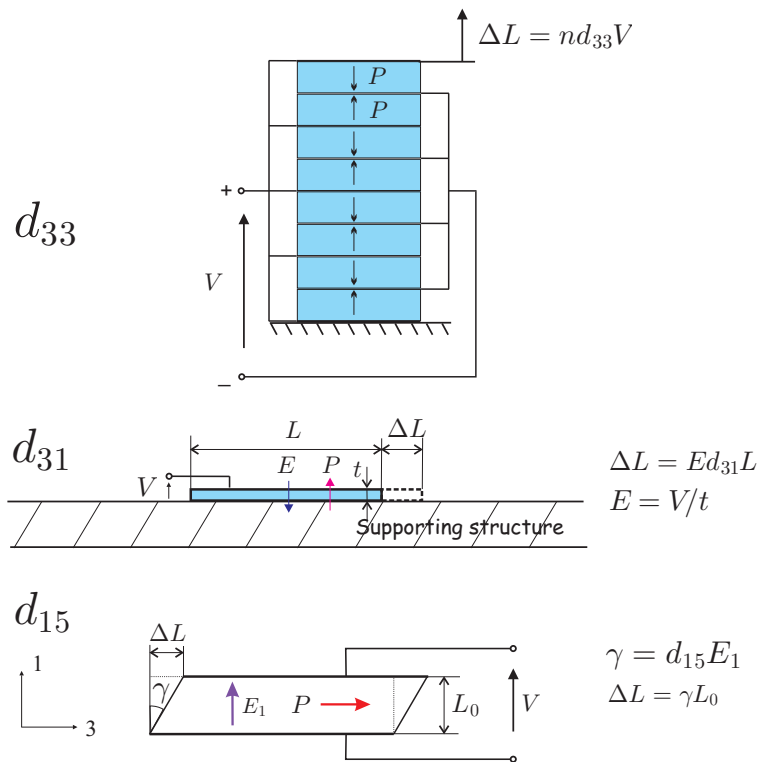 ΔL = nd₃₃V
P
P
+
d₃₃
V
–
d₃₁
L
ΔL
V
E
P
t
ΔL = Ed₃₁L
E = V/t
Supporting structure
d₁₅
ΔL
1
3
γ
E₁
P
L₀
V
γ = d₁₅E₁
ΔL = γL₀